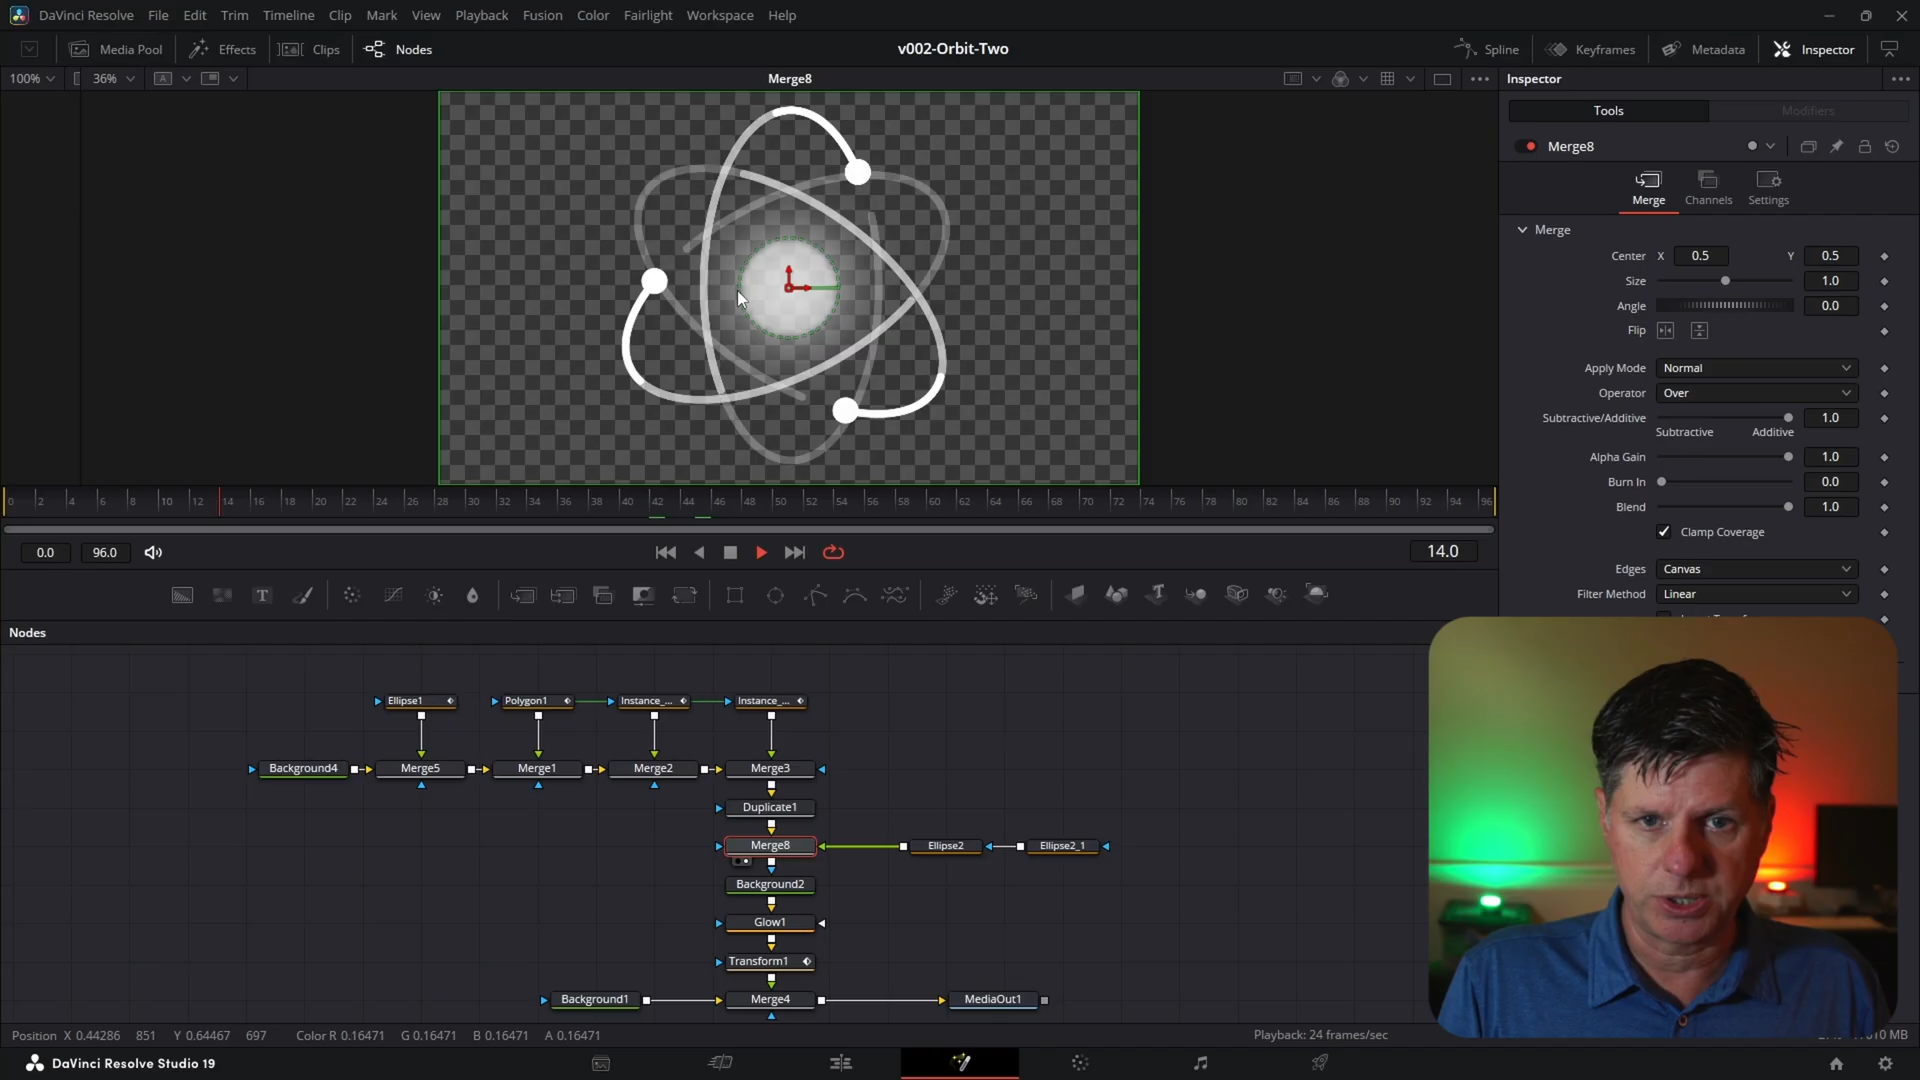 DaVinci Resolve File Edit Trim Timeline Clip Mark View Playback Fusion Color Fairlight Workspace Help
Media Pool Effects Clips Nodes v002-Orbit-Two Spline Keyframes Metadata Inspector
100% 36% A Merge8 Inspector
Tools Modifiers
Merge8
Merge Channels Settings
Merge
Center X 0.5 Y 0.5
Size 1.0
Angle 0.0
Flip
Apply Mode Normal
Operator Over
Subtractive/Additive 1.0
Subtractive Additive
Alpha Gain 1.0
Burn In 0.0
Blend 1.0
Clamp Coverage
Edges Canvas
Filter Method Linear
0 2 4 6 8 10 12 14 16 18 20 22 24 26 28 30 32 34 36 38 40 42 44 46 48 50 52 54 56 58 60 62 64 66 68 70 72 74 76 78 80 82 84 86 88 90 92 94 96
0.0 96.0 14.0
Nodes
Ellipse1 Polygon1 Instance_... Instance_...
Background4 Merge5 Merge1 Merge2 Merge3
Duplicate1
Merge8 Ellipse2 Ellipse2_1
Background2
Glow1
Transform1
Background1 Merge4 MediaOut1
Position X 0.44286 851 Y 0.64467 697 Color R 0.16471 G 0.16471 B 0.16471 A 0.16471 Playback: 24 frames/sec MB
DaVinci Resolve Studio 19